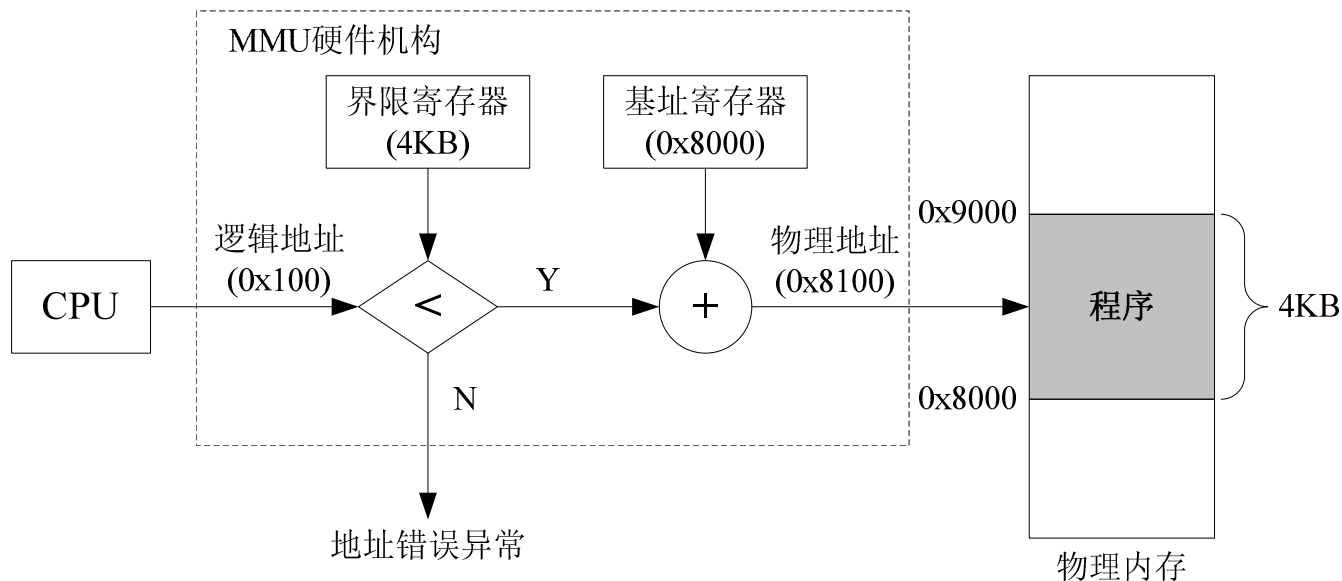 MMU硬件机构
界限寄存器
(4KB)
基址寄存器
(0x8000)
逻辑地址
(0x100)
物理地址
(0x8100)
0x9000
CPU
<
Y
+
程序
4KB
N
0x8000
地址错误异常
物理内存